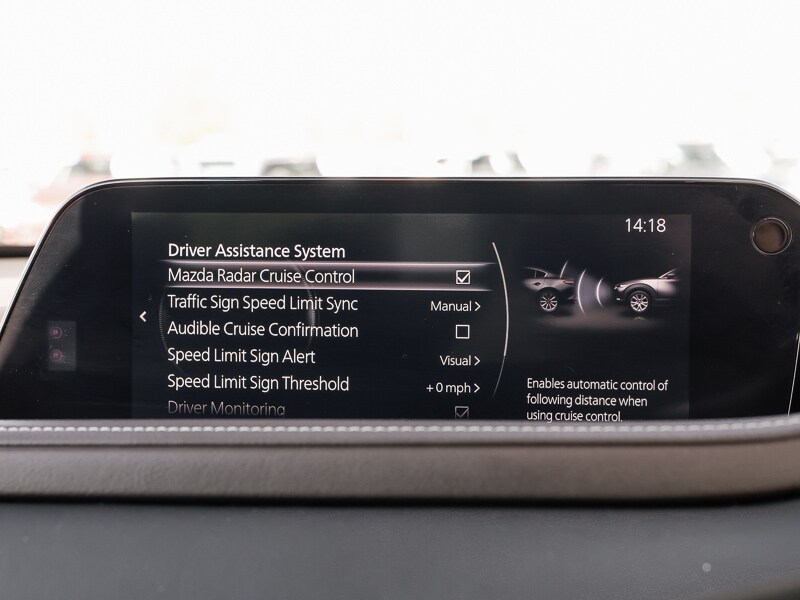 14:18
Driver Assistance System
Mazda Radar Cruise Control
Traffic Sign Speed Limit Sync Manual >
Audible Cruise Confirmation
Speed Limit Sign Alert Visual >
Speed Limit Sign Threshold +0 mph >
Driver Monitoring
Enables automatic control of
following distance when
using cruise control.